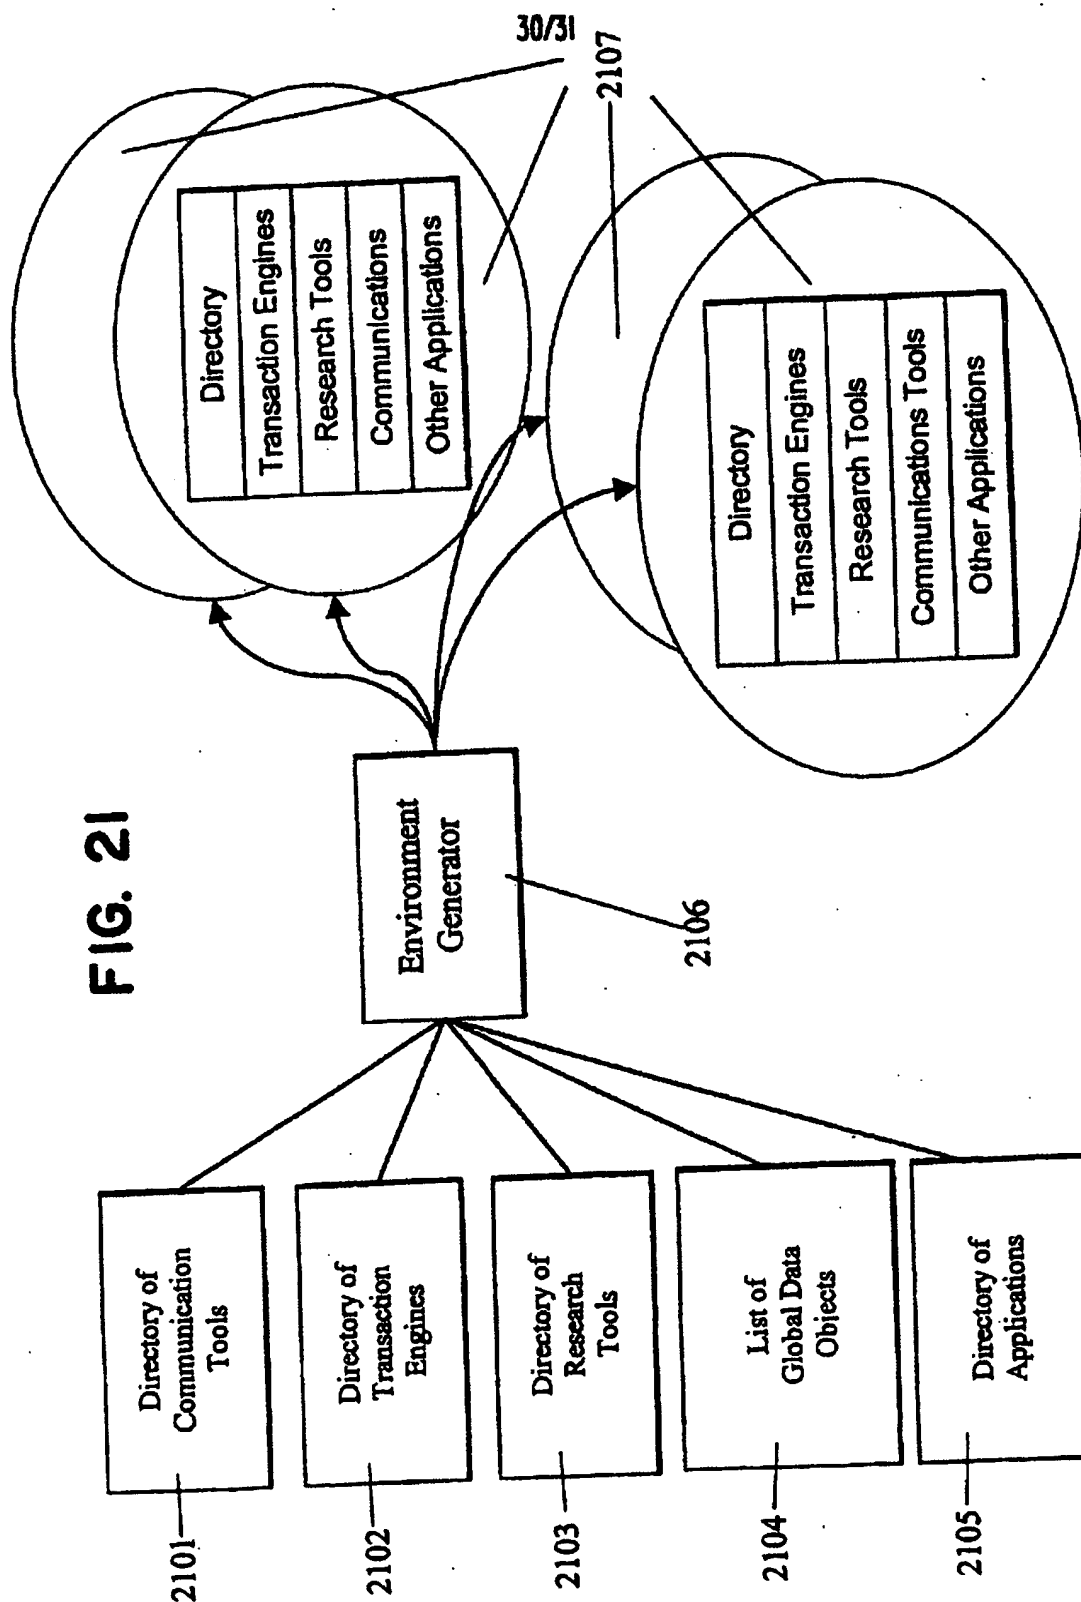 30/31
FIG. 21
2101
Directory of
Communication
Tools
2102
Directory of
Transaction
Engines
2103
Directory of
Research
Tools
2104
List of
Global Data
Objects
2105
Directory of
Applications
Environment
Generator
2106
Directory
Transaction Engines
Research Tools
Communications
Other Applications
2107
Directory
Transaction Engines
Research Tools
Communications Tools
Other Applications